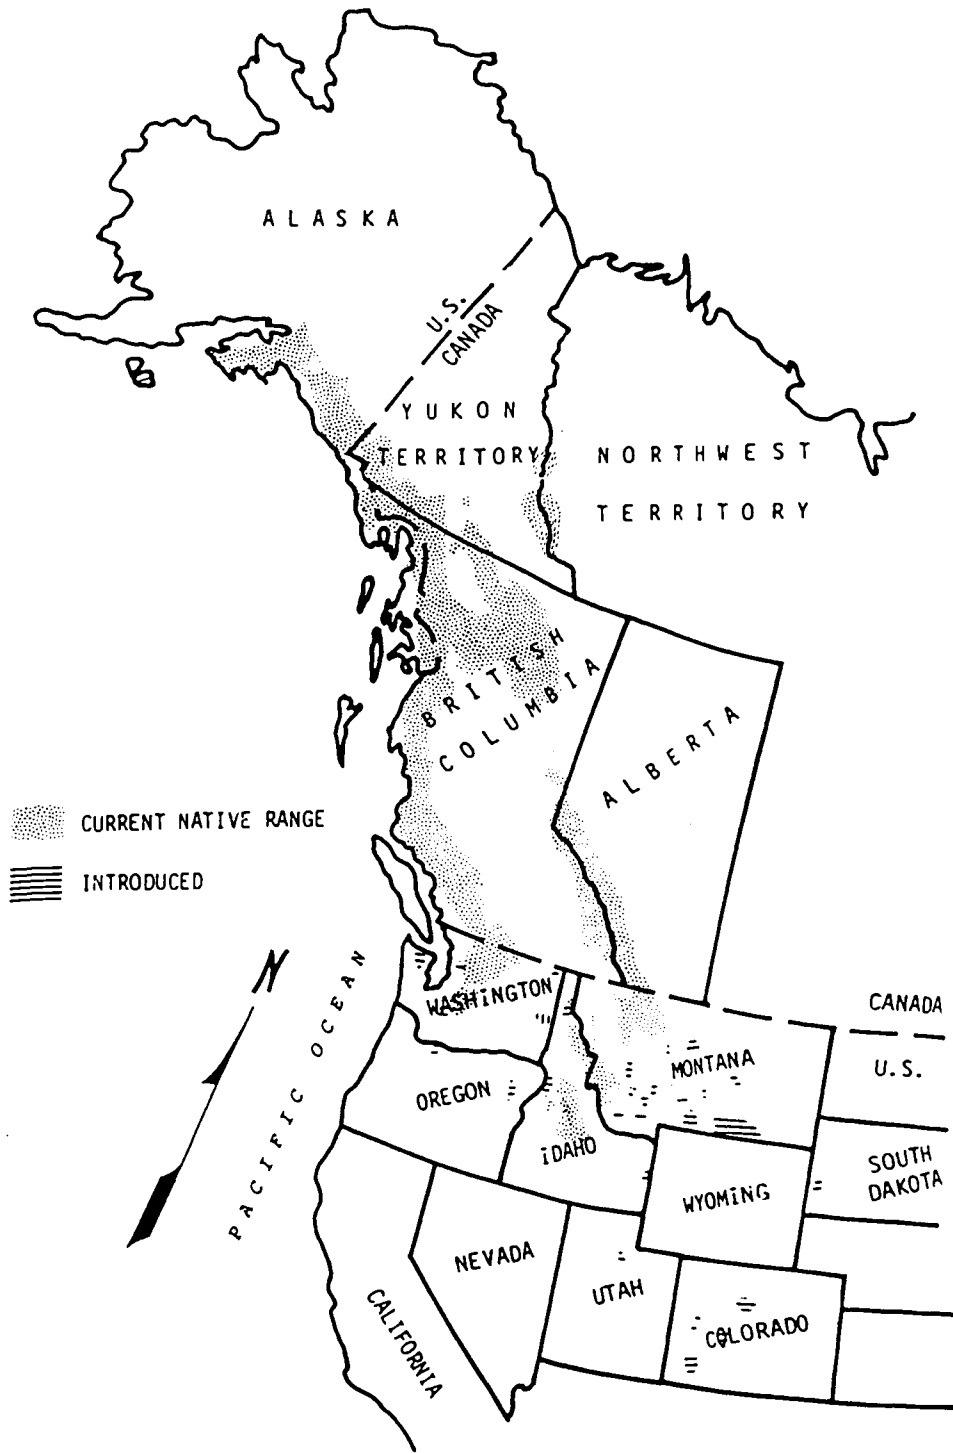 ALASKA
U.S.
CANADA
YUKON
TERRITORY
NORTHWEST
TERRITORY
BRITISH
COLUMBIA
ALBERTA
CURRENT NATIVE RANGE
INTRODUCED
N
PACIFIC OCEAN
WASHINGTON
CANADA
U.S.
MONTANA
OREGON
IDAHO
SOUTH
DAKOTA
WYOMING
NEVADA
UTAH
COLORADO
CALIFORNIA